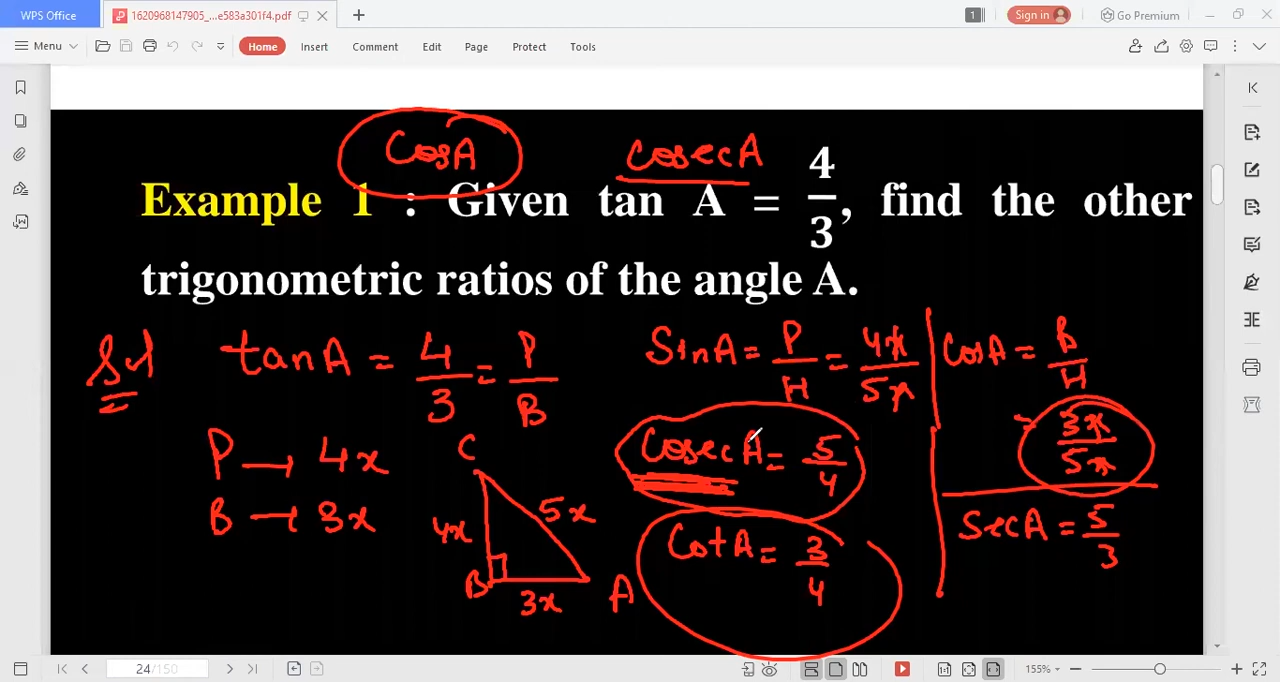 WPS Office
1620968147905_...e583a301f4.pdf
1
Sign in
Go Premium
Menu
Home
Insert
Comment
Edit
Page
Protect
Tools
CosA
CosecA
Example 1 : Given tan A = 4/3, find the other
trigonometric ratios of the angle A.
Sol
tanA = 4/3 = P/B
P → 4x
B → 3x
C
4x
5x
B
3x
A
SinA = P/H = 4x/5x
CosecA = 5/4
CotA = 3/4
CosA = B/H
= 3x/5x
SecA = 5/3
24/150
155%